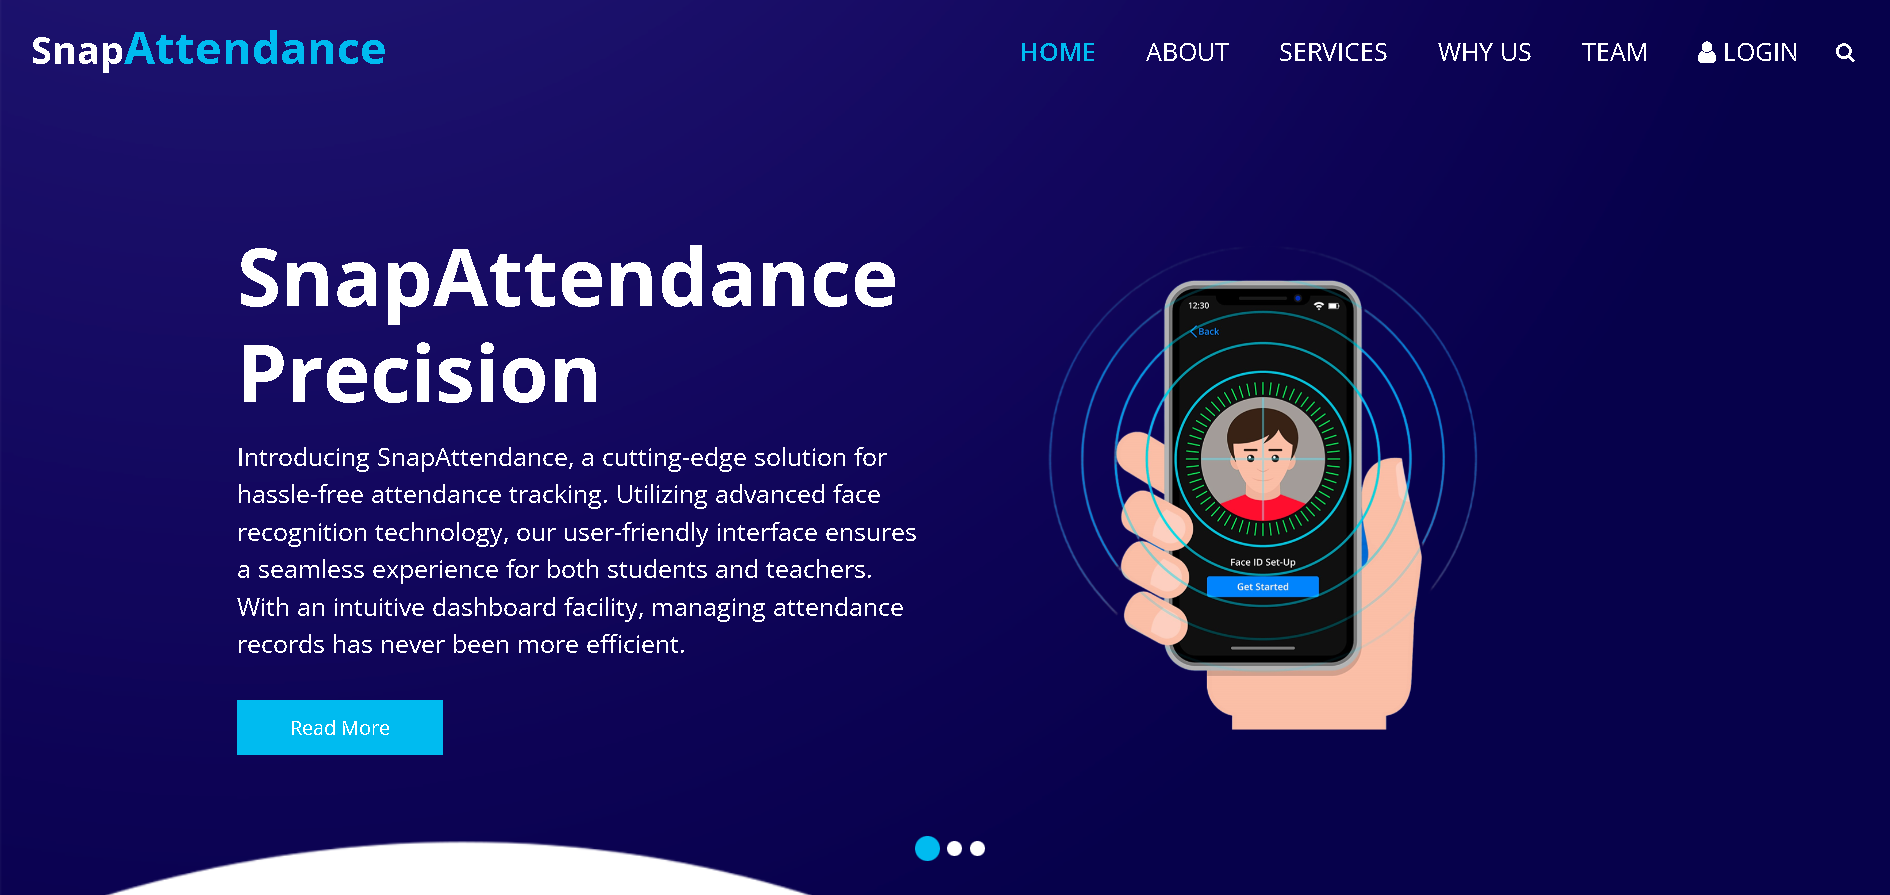 SnapAttendance
HOME ABOUT SERVICES WHY US TEAM LOGIN
SnapAttendance
Precision
Introducing SnapAttendance, a cutting-edge solution for
hassle-free attendance tracking. Utilizing advanced face
recognition technology, our user-friendly interface ensures
a seamless experience for both students and teachers.
With an intuitive dashboard facility, managing attendance
records has never been more efficient.
Read More
12:30
Back
Face ID Set-Up
Get Started